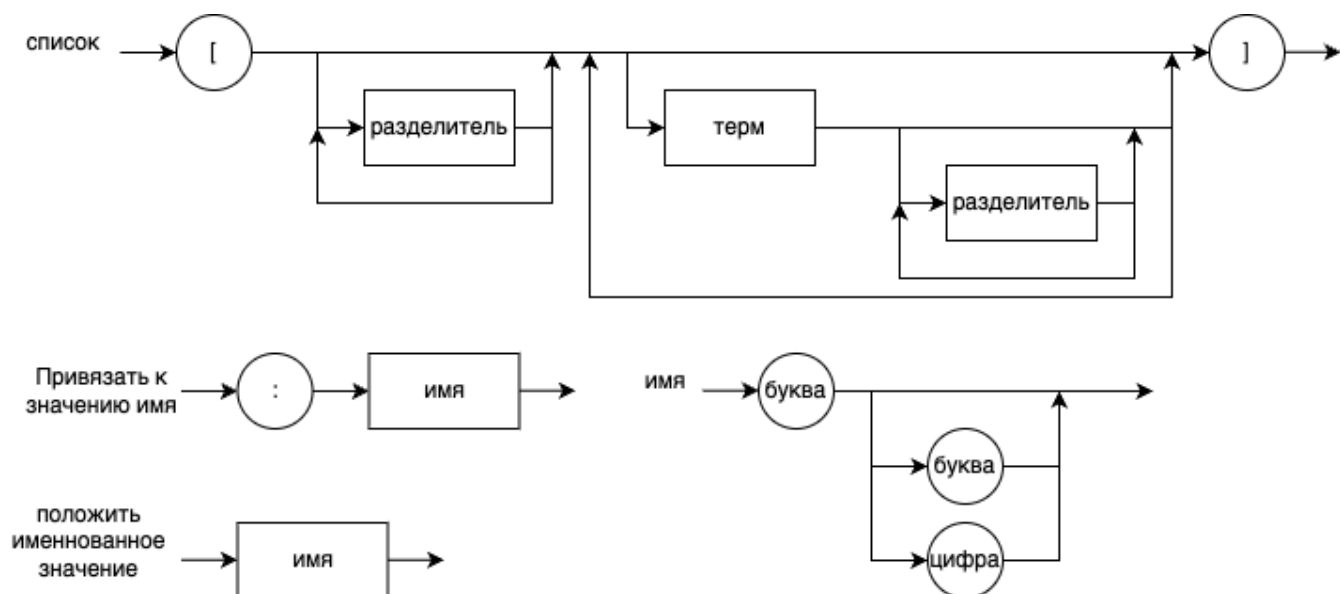 список
[
]
разделитель
терм
разделитель
Привязать к
значению имя
:
имя
имя
буква
буква
цифра
положить
именнованное
значение
имя